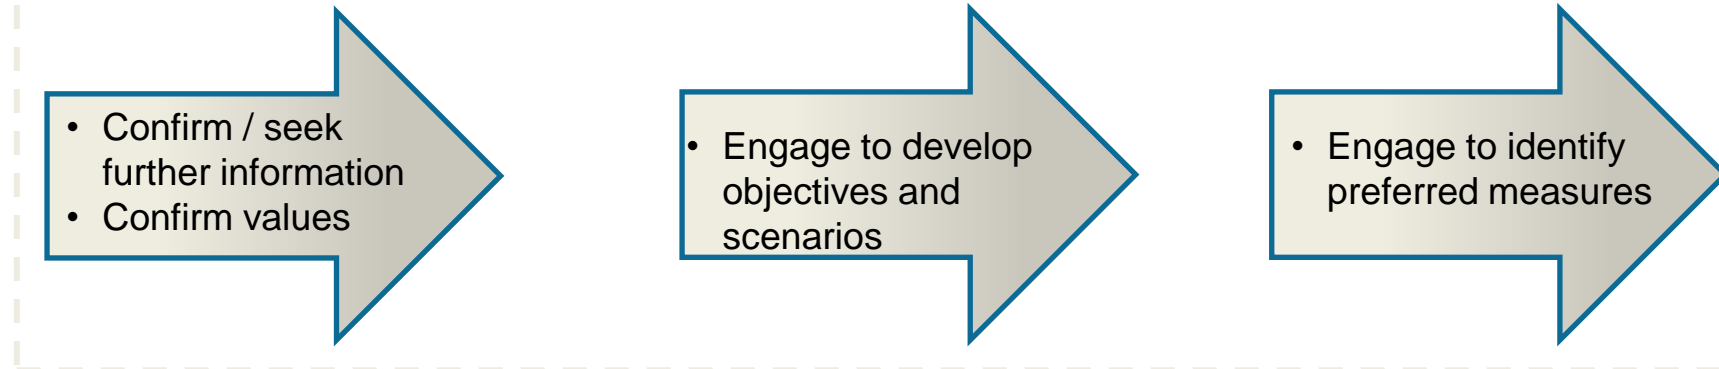 • Confirm / seek
further information
• Confirm values
• Engage to develop
objectives and
scenarios
• Engage to identify
preferred measures